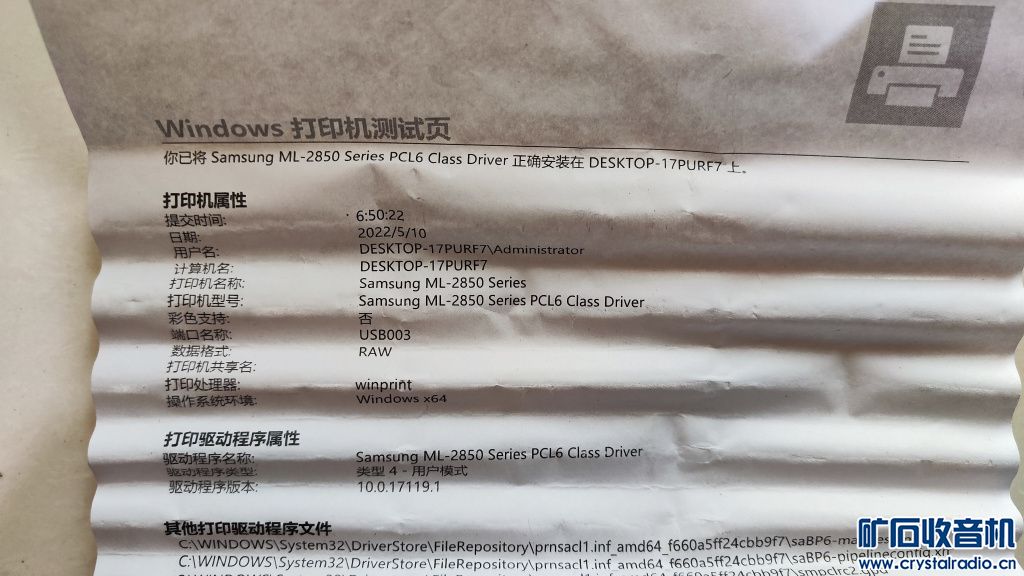 Windows 打印机测试页
你已将 Samsung ML-2850 Series PCL6 Class Driver 正确安装在 DESKTOP-17PURF7 上。
打印机属性
提交时间: 6:50:22
日期: 2022/5/10
用户名: DESKTOP-17PURF7\Administrator
计算机名: DESKTOP-17PURF7
打印机名称: Samsung ML-2850 Series
打印机型号: Samsung ML-2850 Series PCL6 Class Driver
彩色支持: 否
端口名称: USB003
数据格式: RAW
打印机共享名:
打印处理器: winprint
操作系统环境: Windows x64
打印驱动程序属性
驱动程序名称: Samsung ML-2850 Series PCL6 Class Driver
驱动程序类型: 类型 4 - 用户模式
驱动程序版本: 10.0.17119.1
其他打印驱动程序文件
C:\WINDOWS\System32\DriverStore\FileRepository\prnsacl1.inf_amd64_f660a5ff24cbb9f7\saBP6-
C:\WINDOWS\System32\DriverStore\FileRepository\prnsacl1.inf_amd64_f660a5ff24cbb9f7\saBP6-pipelineconfig.xml
矿石收音机
www.crystalradio.cn